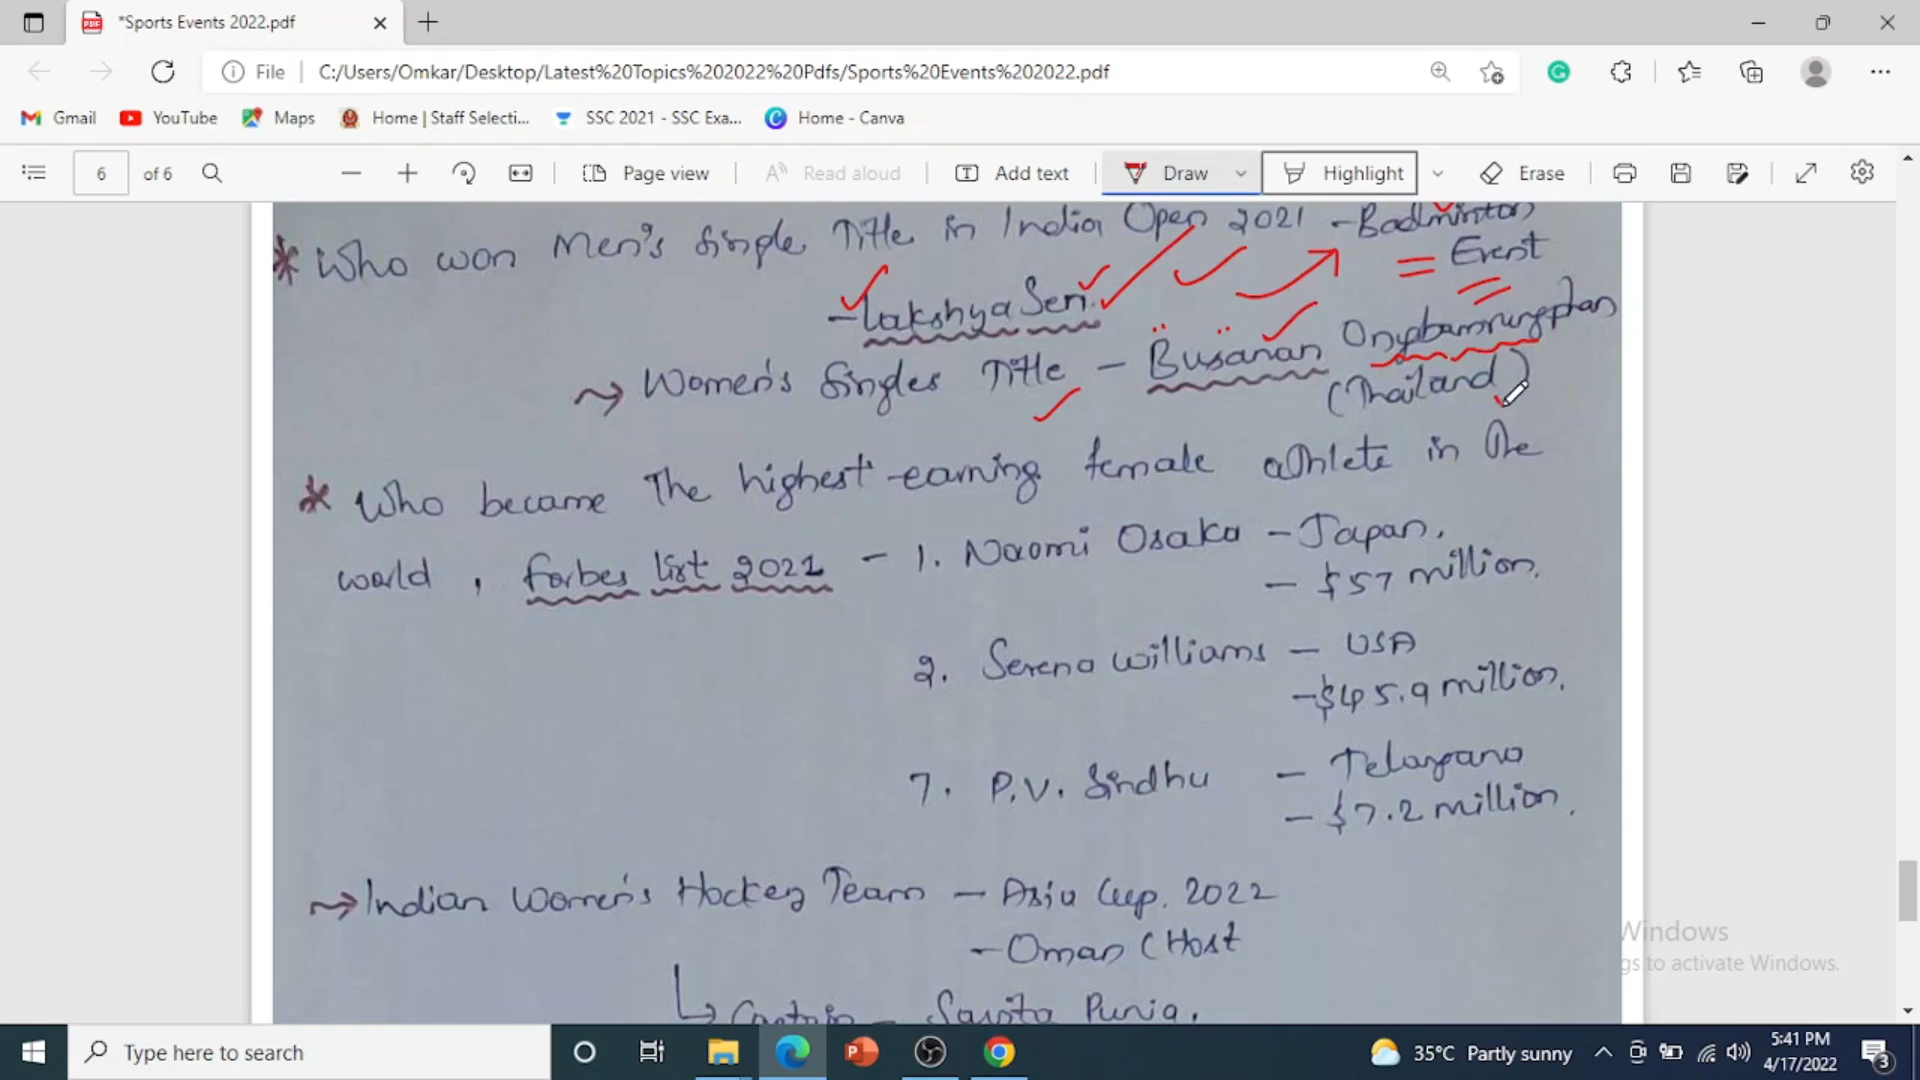 *Sports Events 2022.pdf
File
C:/Users/Omkar/Desktop/Latest%20Topics%202022%20Pdfs/Sports%20Events%202022.pdf
Gmail YouTube Maps Home | Staff Selecti... SSC 2021 - SSC Exa... Home - Canva
6 of 6 Page view Read aloud Add text Draw Highlight Erase
* Who won Men's Single Title in India Open 2021 - Badminton
Event
- Lakshya Sen.
Women's Singles Title - Busanan Ongbamrungphan
(Thailand)
* Who became The highest-earning female athlete in the
world, forbes list 2021 - 1. Naomi Osaka - Japan.
- $57 million.
2. Serena williams - USA
- $45.9 million.
7. P.V. Sindhu - Telangana
- $7.2 million.
Indian Women's Hockey Team - Asia Cup. 2022
- Oman (Host
Captain - Savita Punia.
Windows
gs to activate Windows.
Type here to search
35°C Partly sunny
5:41 PM
4/17/2022
3